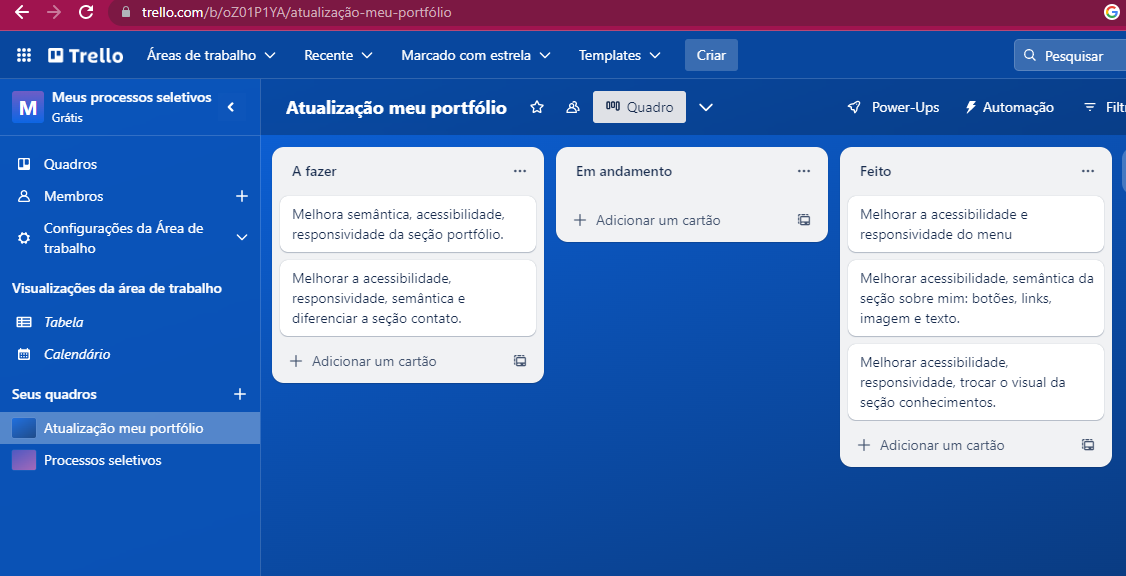 trello.com/b/oZ01P1YA/atualização-meu-portfólio
Trello
Áreas de trabalho
Recente
Marcado com estrela
Templates
Criar
Pesquisar
M
Meus processos seletivos
Grátis
Atualização meu portfólio
Quadro
Power-Ups
Automação
Filt
Quadros
Membros
Configurações da Área de
trabalho
Visualizações da área de trabalho
Tabela
Calendário
Seus quadros
Atualização meu portfólio
Processos seletivos
A fazer
Melhora semântica, acessibilidade,
responsividade da seção portfólio.
Melhorar a acessibilidade,
responsividade, semântica e
diferenciar a seção contato.
Adicionar um cartão
Em andamento
Adicionar um cartão
Feito
Melhorar a acessibilidade e
responsividade do menu
Melhorar acessibilidade, semântica da
seção sobre mim: botões, links,
imagem e texto.
Melhorar acessibilidade,
responsividade, trocar o visual da
seção conhecimentos.
Adicionar um cartão